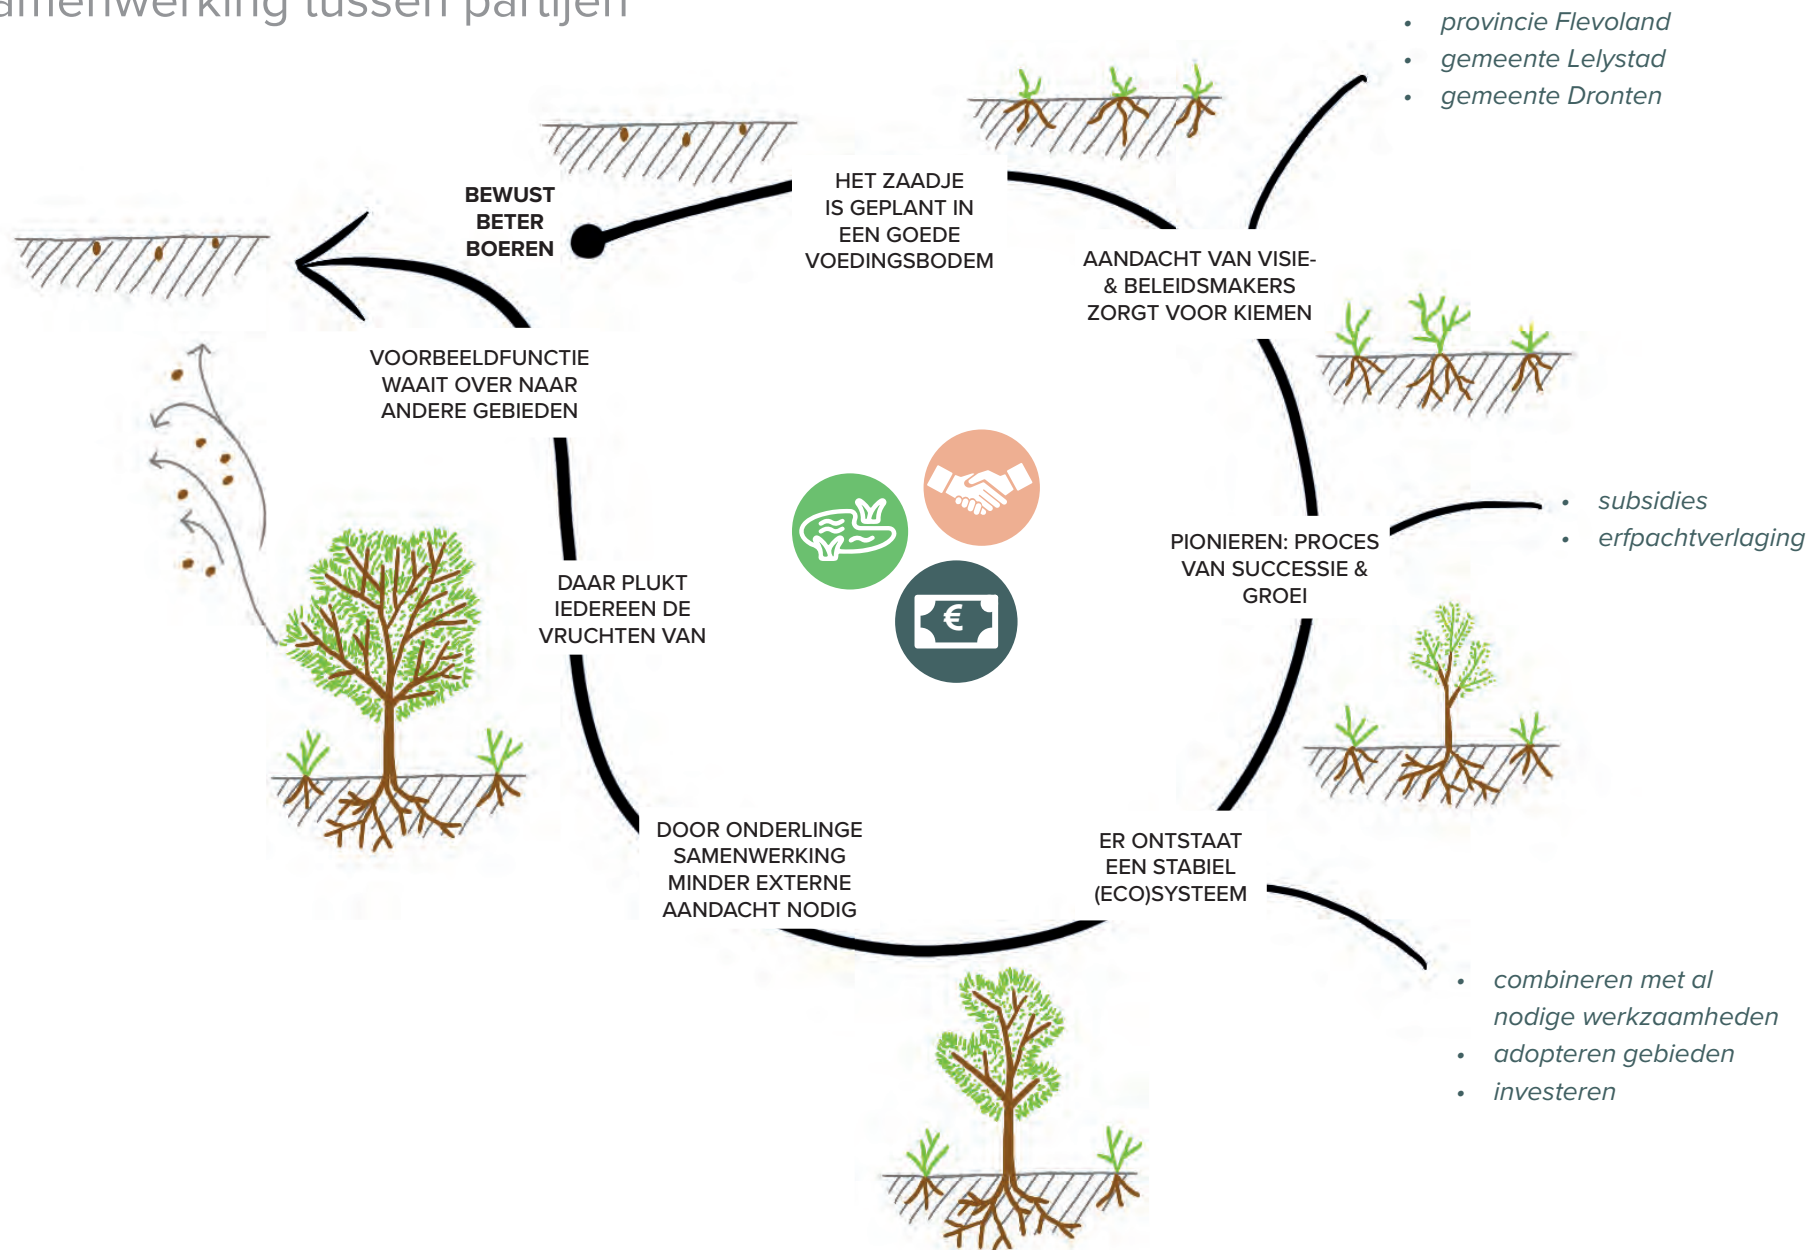 amenwerking tussen partijen
• provincie Flevoland
• gemeente Lelystad
• gemeente Dronten
BEWUST
BETER
BOEREN
HET ZAADJE
IS GEPLANT IN
EEN GOEDE
VOEDINGSBODEM
AANDACHT VAN VISIE-
& BELEIDSMAKERS
ZORGT VOOR KIEMEN
• subsidies
• erfpachtverlaging
PIONIEREN: PROCES
VAN SUCCESSIE &
GROEI
ER ONTSTAAT
EEN STABIEL
(ECO)SYSTEEM
• combineren met al
nodige werkzaamheden
• adopteren gebieden
• investeren
DOOR ONDERLINGE
SAMENWERKING
MINDER EXTERNE
AANDACHT NODIG
DAAR PLUKT
IEDEREEN DE
VRUCHTEN VAN
VOORBEELDFUNCTIE
WAAIT OVER NAAR
ANDERE GEBIEDEN
€